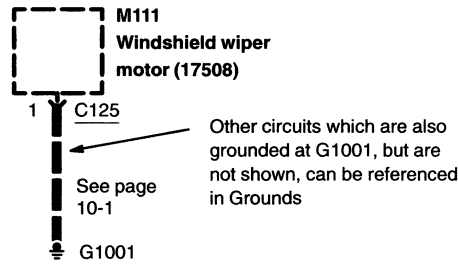 M111
Windshield wiper
motor (17508)
1 C125
Other circuits which are also
grounded at G1001, but are
not shown, can be referenced
in Grounds
See page
10-1
G1001